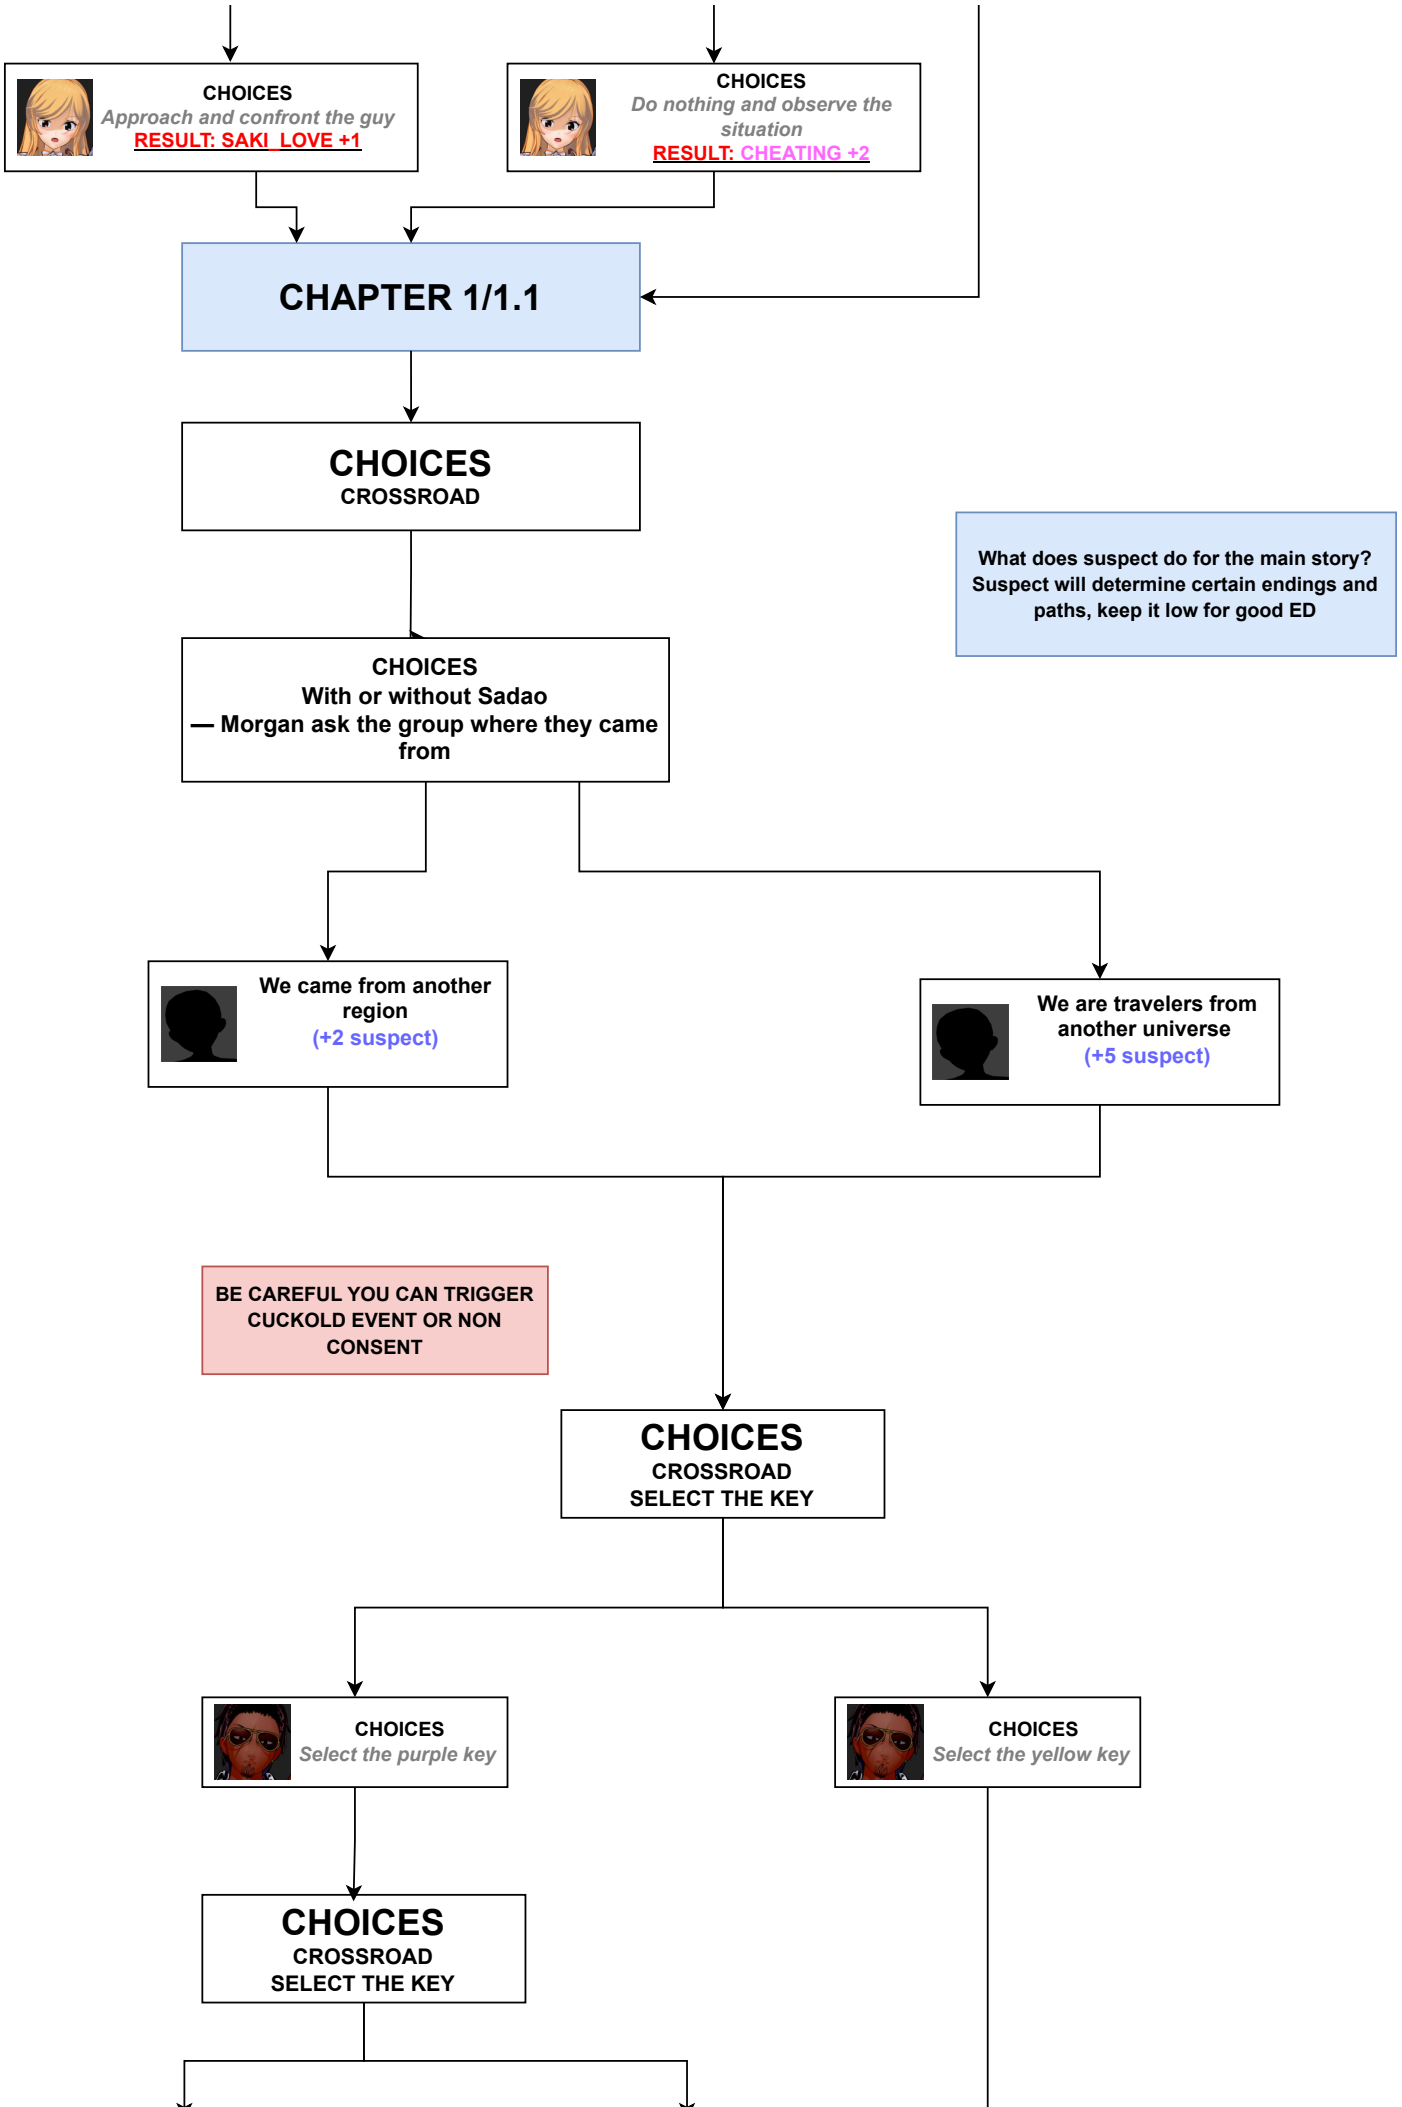 CHOICES
Approach and confront the guy
RESULT: SAKI_LOVE +1
CHOICES
Do nothing and observe the
situation
RESULT: CHEATING +2
CHAPTER 1/1.1
CHOICES
CROSSROAD
What does suspect do for the main story?
Suspect will determine certain endings and
paths, keep it low for good ED
CHOICES
With or without Sadao
— Morgan ask the group where they came
from
We came from another
region
(+2 suspect)
We are travelers from
another universe
(+5 suspect)
BE CAREFUL YOU CAN TRIGGER
CUCKOLD EVENT OR NON
CONSENT
CHOICES
CROSSROAD
SELECT THE KEY
CHOICES
Select the purple key
CHOICES
Select the yellow key
CHOICES
CROSSROAD
SELECT THE KEY